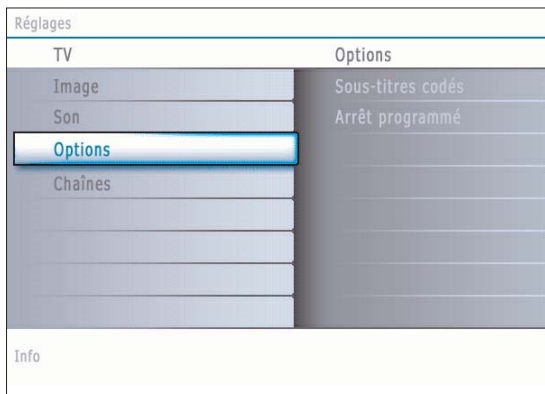 Réglages
TV
Options
Image
Sous-titres codés
Son
Arrêt programmé
Options
Chaînes
Info